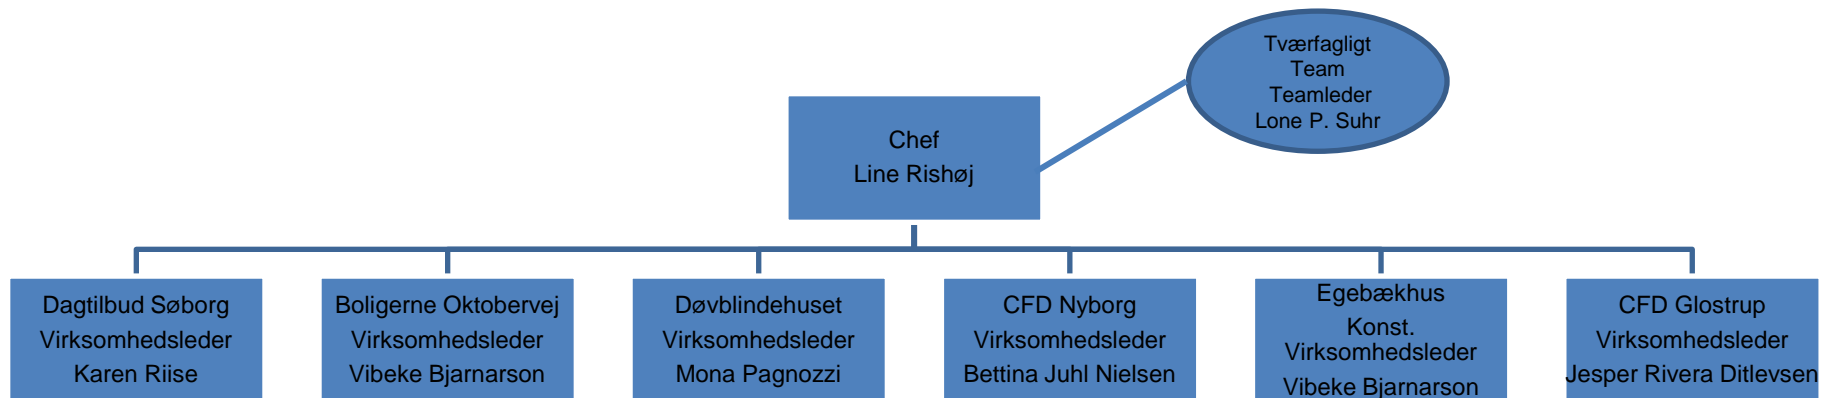 Tværfagligt
Team
Teamleder
Lone P. Suhr
Chef
Line Rishøj
Dagtilbud Søborg
Virksomhedsleder
Karen Riise
Boligerne Oktobervej
Virksomhedsleder
Vibeke Bjarnarson
Døvblindehuset
Virksomhedsleder
Mona Pagnozzi
CFD Nyborg
Virksomhedsleder
Bettina Juhl Nielsen
Egebækhus
Konst.
Virksomhedsleder
Vibeke Bjarnarson
CFD Glostrup
Virksomhedsleder
Jesper Rivera Ditlevsen